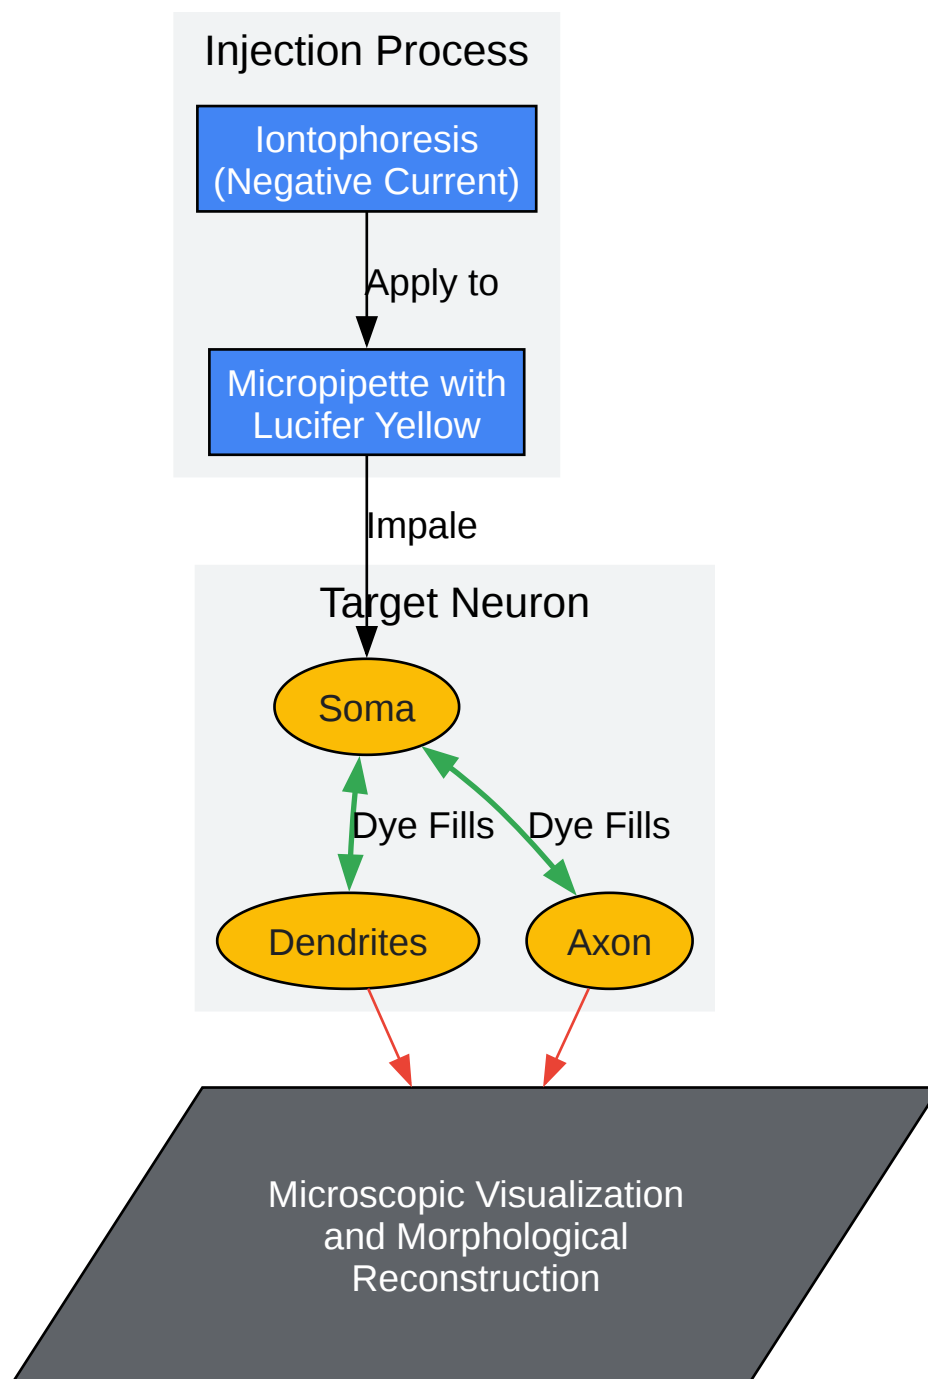 Injection Process
Iontophoresis
(Negative Current)
Apply to
Micropipette with
Lucifer Yellow
Impale
Target Neuron
Soma
Dye Fills
Dye Fills
Dendrites
Axon
Microscopic Visualization
and Morphological
Reconstruction